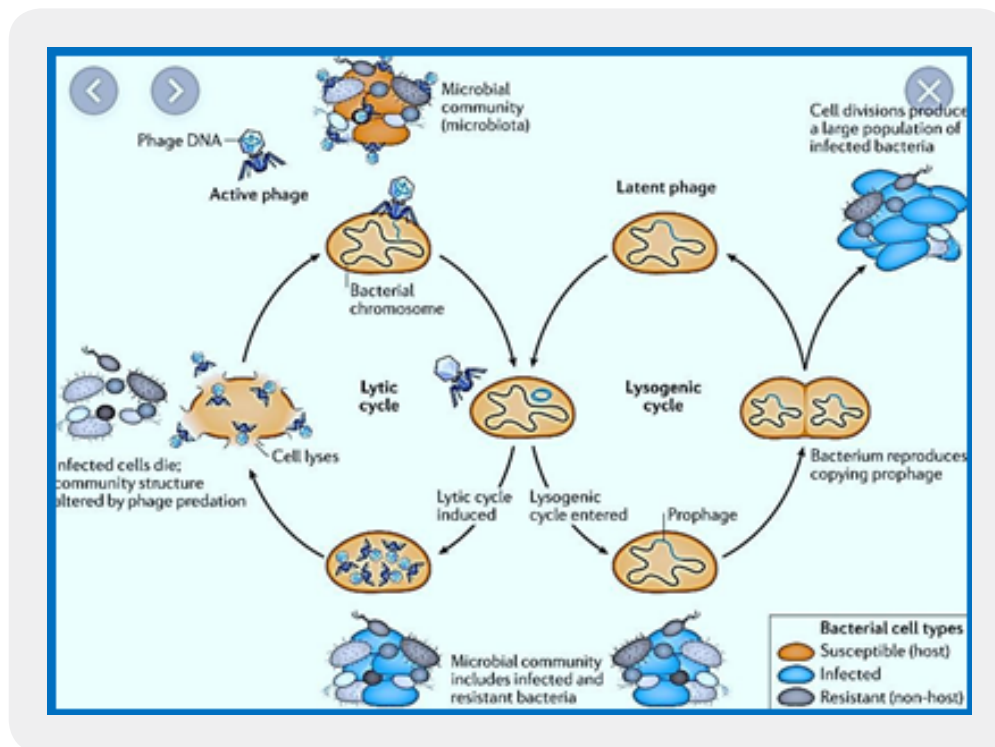 Microbial
community
(microbiota)
Cell divisions produce
a large population of
infected bacteria
Phage DNA
Active phage
Latent phage
Bacterial
chromosome
Lytic
cycle
Lysogenic
cycle
Cell lyses
nfected cells die;
community structure
altered by phage predation
Bacterium reproduces
copying prophage
Lytic cycle
induced
Lysogenic
cycle entered
Prophage
Microbial community
includes infected and
resistant bacteria
Bacterial cell types
Susceptible (host)
Infected
Resistant (non-host)